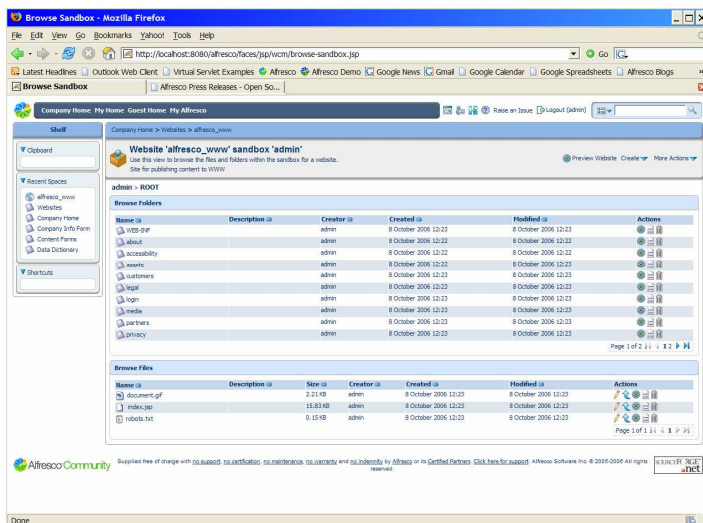 Browse Sandbox - Mozilla Firefox
File Edit View Go Bookmarks Yahoo! Tools Help
http://localhost:8080/alfresco/faces/jsp/wcm/browse-sandbox.jsp Go
Latest Headlines Outlook Web Client Virtual Servlet Examples Alfresco Alfresco Demo Google News Gmail Google Calendar Google Spreadsheets Alfresco Blogs »
Browse Sandbox Alfresco Press Releases - Open So...
Company Home My Home Guest Home My Alfresco Raise an Issue Logout (admin)
Shelf
Company Home > Websites > alfresco_www
Clipboard
Website 'alfresco_www' sandbox 'admin'
Use this view to browse the files and folders within the sandbox for a website.
Site for publishing content to WWW
Preview Website Create More Actions
Recent Spaces
alfresco_www
Websites
Company Home
Company Info Form
Content Forms
Data Dictionary
Shortcuts
admin > ROOT
Browse Folders
Name Description Creator Created Modified Actions
WEB-INF admin 8 October 2006 12:23 8 October 2006 12:23
about admin 8 October 2006 12:22 8 October 2006 12:22
accessibility admin 8 October 2006 12:22 8 October 2006 12:22
assets admin 8 October 2006 12:22 8 October 2006 12:23
customers admin 8 October 2006 12:23 8 October 2006 12:23
legal admin 8 October 2006 12:23 8 October 2006 12:23
login admin 8 October 2006 12:23 8 October 2006 12:23
media admin 8 October 2006 12:23 8 October 2006 12:23
partners admin 8 October 2006 12:23 8 October 2006 12:23
privacy admin 8 October 2006 12:23 8 October 2006 12:23
Page 1 of 2 1 2
Browse Files
Name Description Size Creator Created Modified Actions
document.gif 2.21 KB admin 8 October 2006 12:23 8 October 2006 12:23
index.jsp 15.83 KB admin 8 October 2006 12:23 8 October 2006 12:23
robots.txt 0.15 KB admin 8 October 2006 12:23 8 October 2006 12:23
Page 1 of 1 1
Alfresco Community
Supplied free of charge with no support, no certification, no maintenance, no warranty and no indemnity by Alfresco or its Certified Partners. Click here for support. Alfresco Software Inc. © 2005-2006 All rights
reserved.
SOURCEFORGE
.net
Done